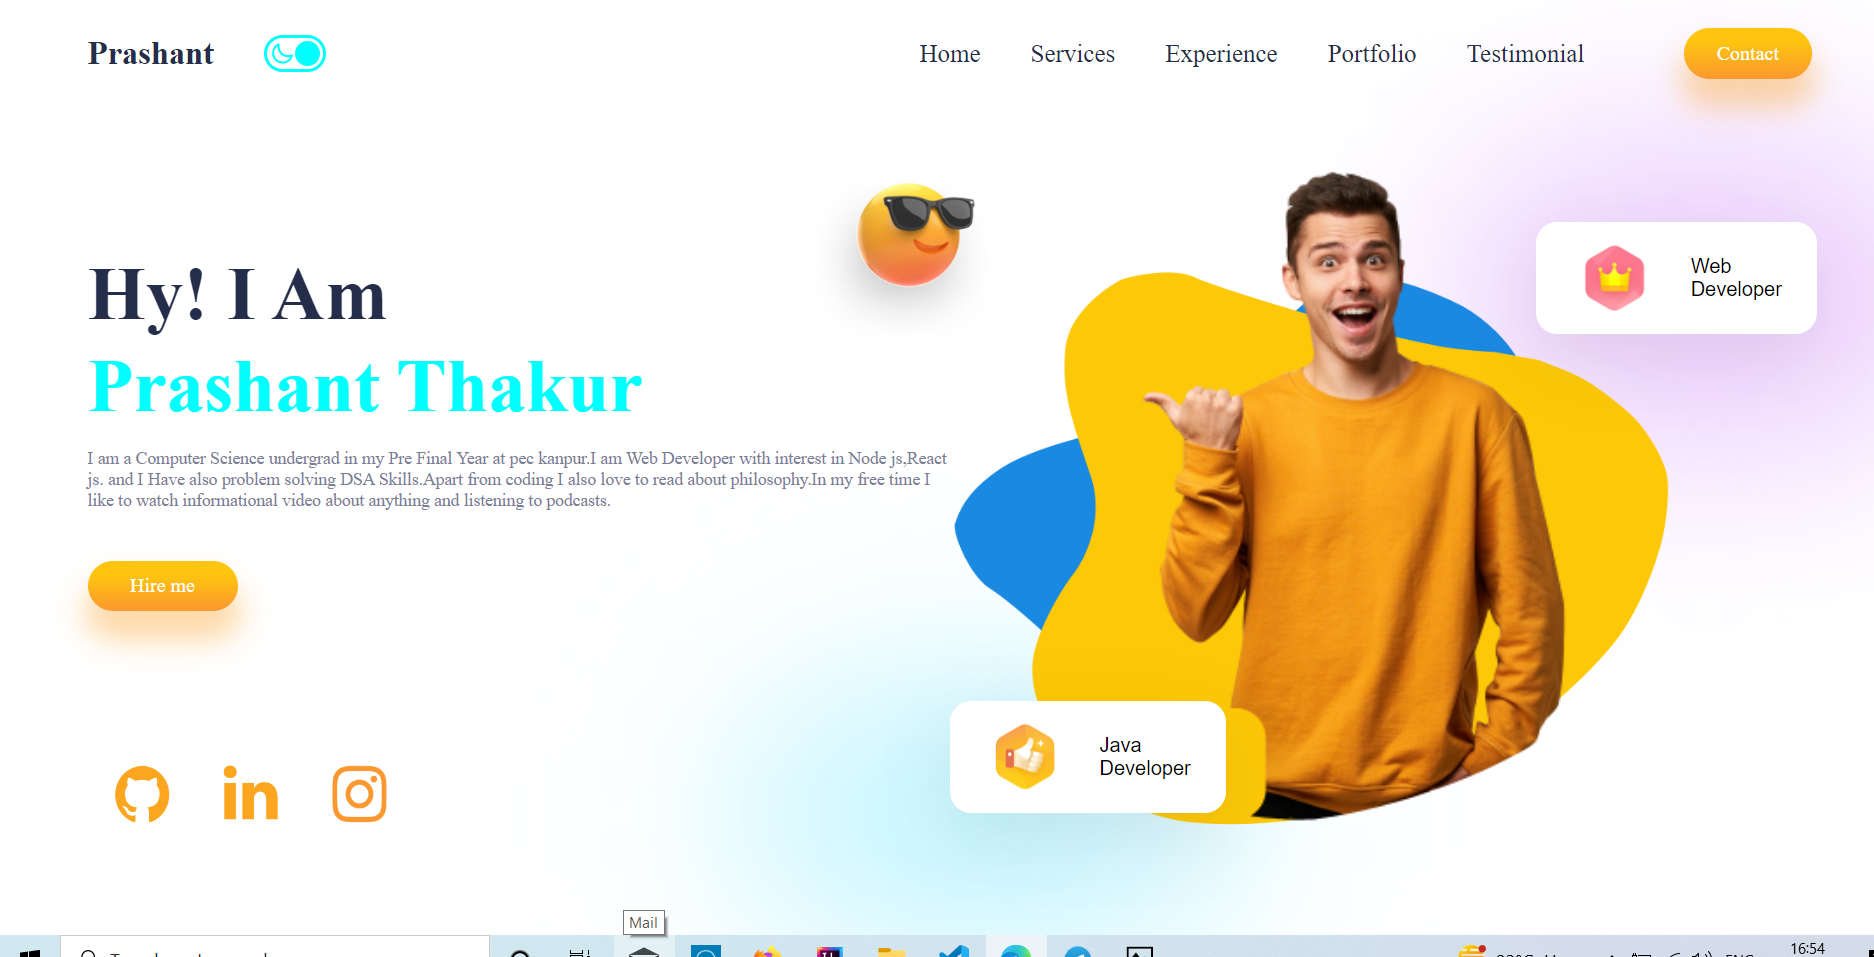 Prashant
Home Services Experience Portfolio Testimonial Contact
Web
Developer
Hy! I Am
Prashant Thakur
I am a Computer Science undergrad in my Pre Final Year at pec kanpur.I am Web Developer with interest in Node js,React
js. and I Have also problem solving DSA Skills.Apart from coding I also love to read about philosophy.In my free time I
like to watch informational video about anything and listening to podcasts.
Hire me
Java
Developer
in
Mail
16:54